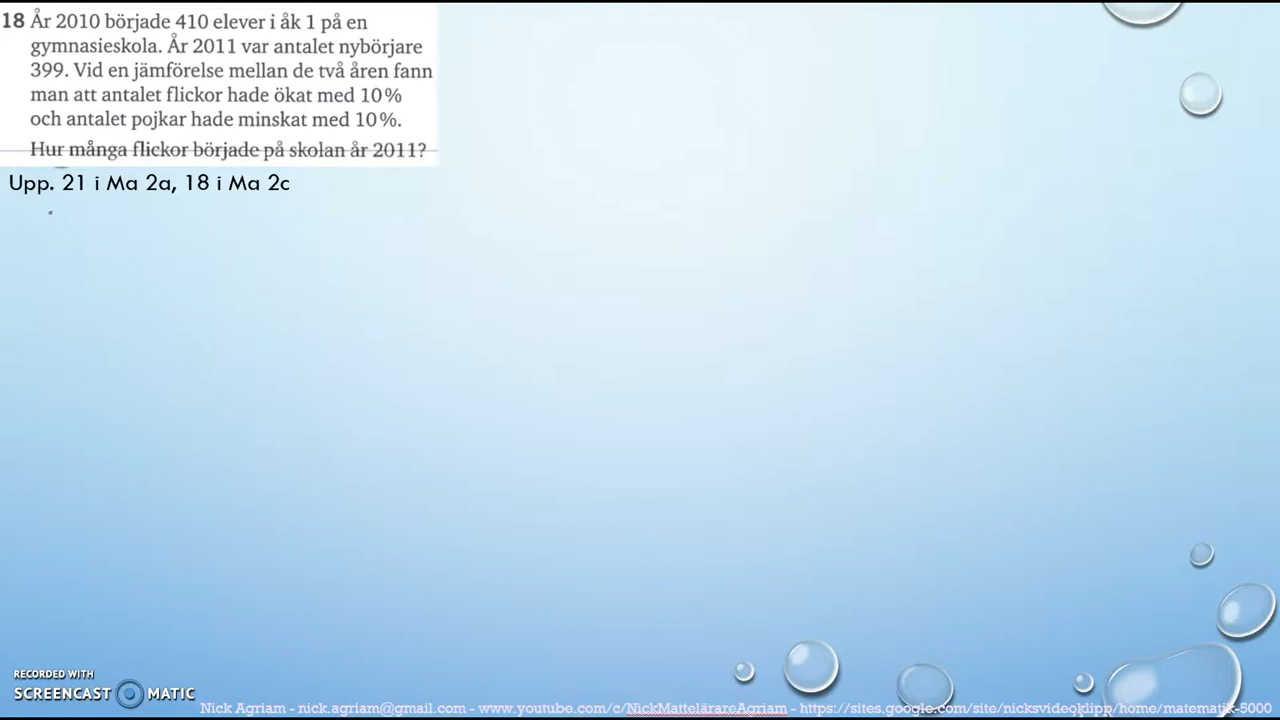 18 År 2010 började 410 elever i åk 1 på en
gymnasieskola. År 2011 var antalet nybörjare
399. Vid en jämförelse mellan de två åren fann
man att antalet flickor hade ökat med 10%
och antalet pojkar hade minskat med 10%.
Hur många flickor började på skolan år 2011?
Upp. 21 i Ma 2a, 18 i Ma 2c
RECORDED WITH
SCREENCAST MATIC
Nick Agriam - nick.agriam@gmail.com - www.youtube.com/c/NickMattelärareAgriam - https://sites.google.com/site/nicksvideoklipp/home/matematik-5000